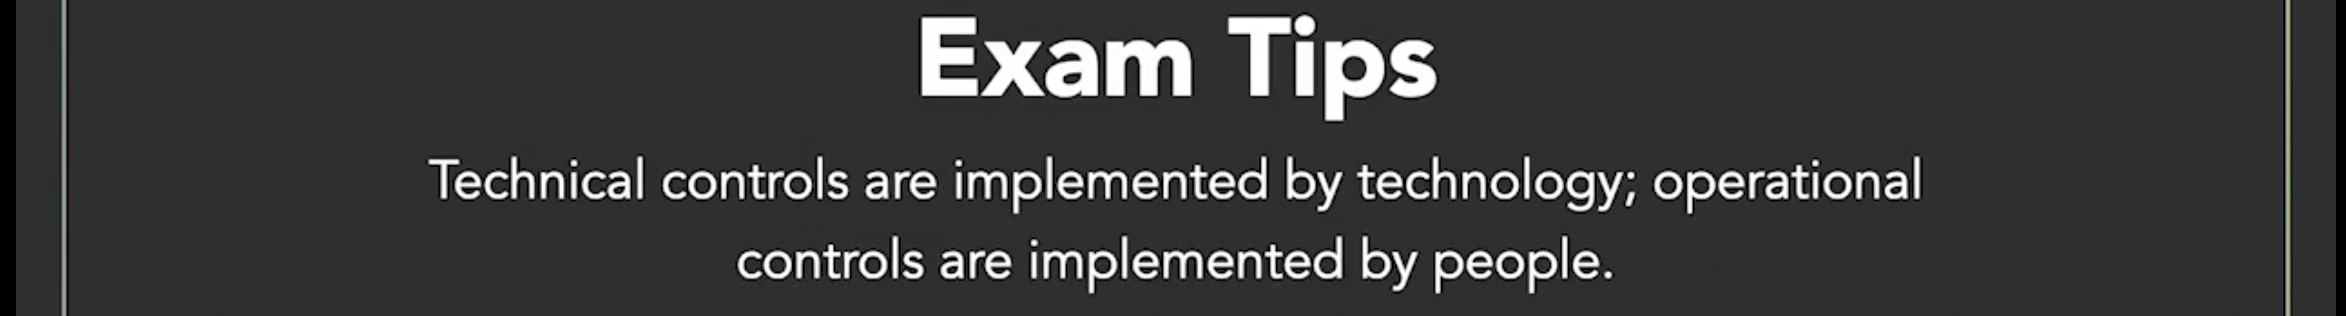 Exam Tips
Technical controls are implemented by technology; operational
controls are implemented by people.